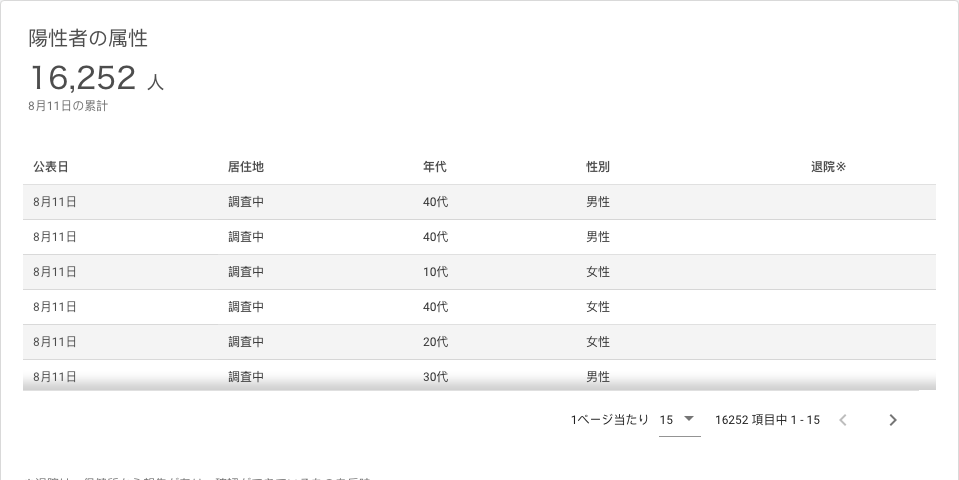 陽性者の属性
16,252 人
8月11日の累計
公表日 居住地 年代 性別 退院※
8月11日 調査中 40代 男性
8月11日 調査中 40代 男性
8月11日 調査中 10代 女性
8月11日 調査中 40代 女性
8月11日 調査中 20代 女性
8月11日 調査中 30代 男性
1ページ当たり 15 16252 項目中 1 - 15